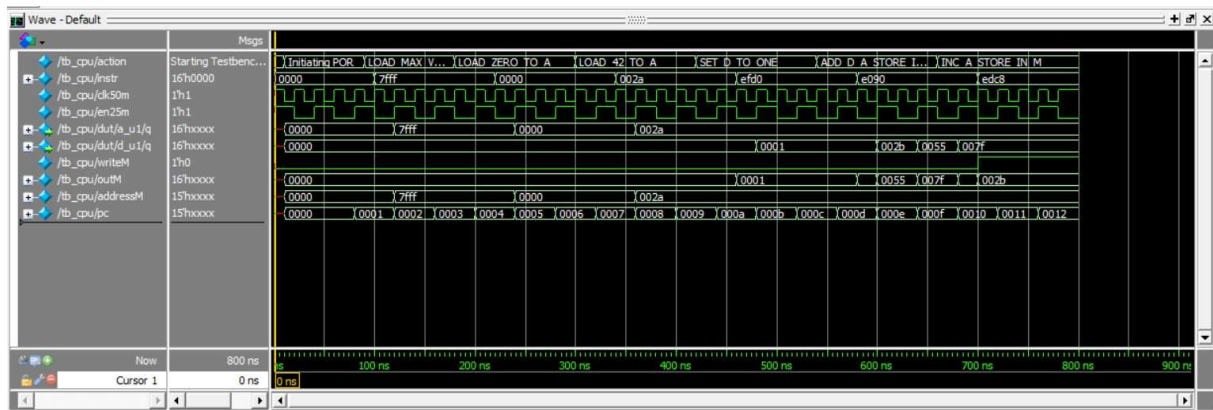 Wave - Default
Msgs
/tb_cpu/action Starting Testbenc... Initiating POR LOAD MAX V... LOAD ZERO TO A LOAD 42 TO A SET D TO ONE ADD D A STORE I... INC A STORE IN M
/tb_cpu/instr 16'h0000 0000 7fff 0000 002a efd0 e090 edc8
/tb_cpu/clk50m 1'h1
/tb_cpu/en25m 1'h1
/tb_cpu/dut/a_u1/q 16'hxxxx 0000 7fff 0000 002a
/tb_cpu/dut/d_u1/q 16'hxxxx 0000 0001 002b 0055 007f
/tb_cpu/writeM 1'h0
/tb_cpu/outM 16'hxxxx 0000 0001 0055 007f 002b
/tb_cpu/addressM 15'hxxxx 0000 7fff 0000 002a
/tb_cpu/pc 15'hxxxx 0000 0001 0002 0003 0004 0005 0006 0007 0008 0009 000a 000b 000c 000d 000e 000f 0010 0011 0012
Now 800 ns ns 100 ns 200 ns 300 ns 400 ns 500 ns 600 ns 700 ns 800 ns 900 ns
Cursor 1 0 ns 0 ns